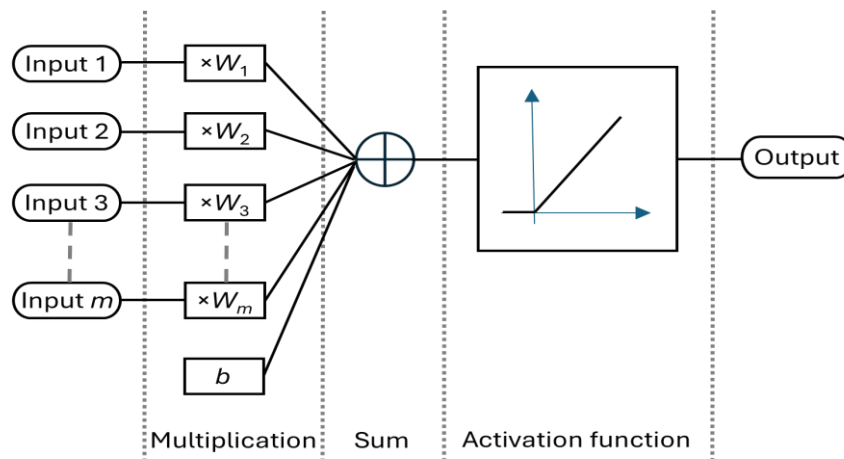 Input 1
×W₁
Input 2
×W₂
Output
Input 3
×W₃
Input m
×Wₘ
b
Multiplication
Sum
Activation function